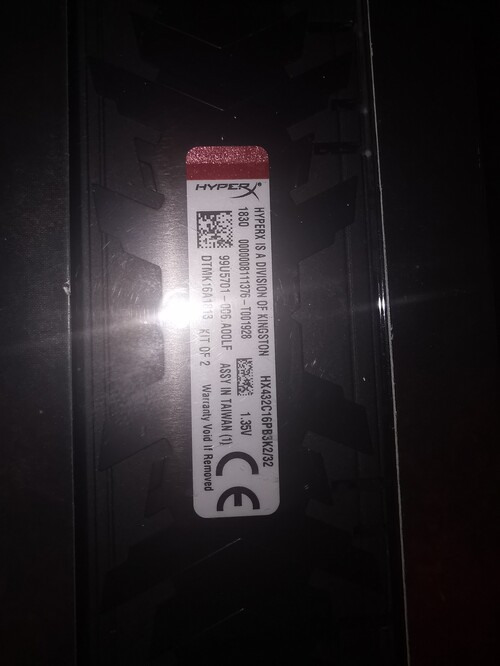 HYPERX
HYPERX IS A DIVISION OF KINGSTON HX432C16PB3K2/32
1830 0000008111376-T001928 1.35V
99U5701-006.A00LF ASSY IN TAIWAN (1)
KIT OF 2 Warranty Void If Removed
CE